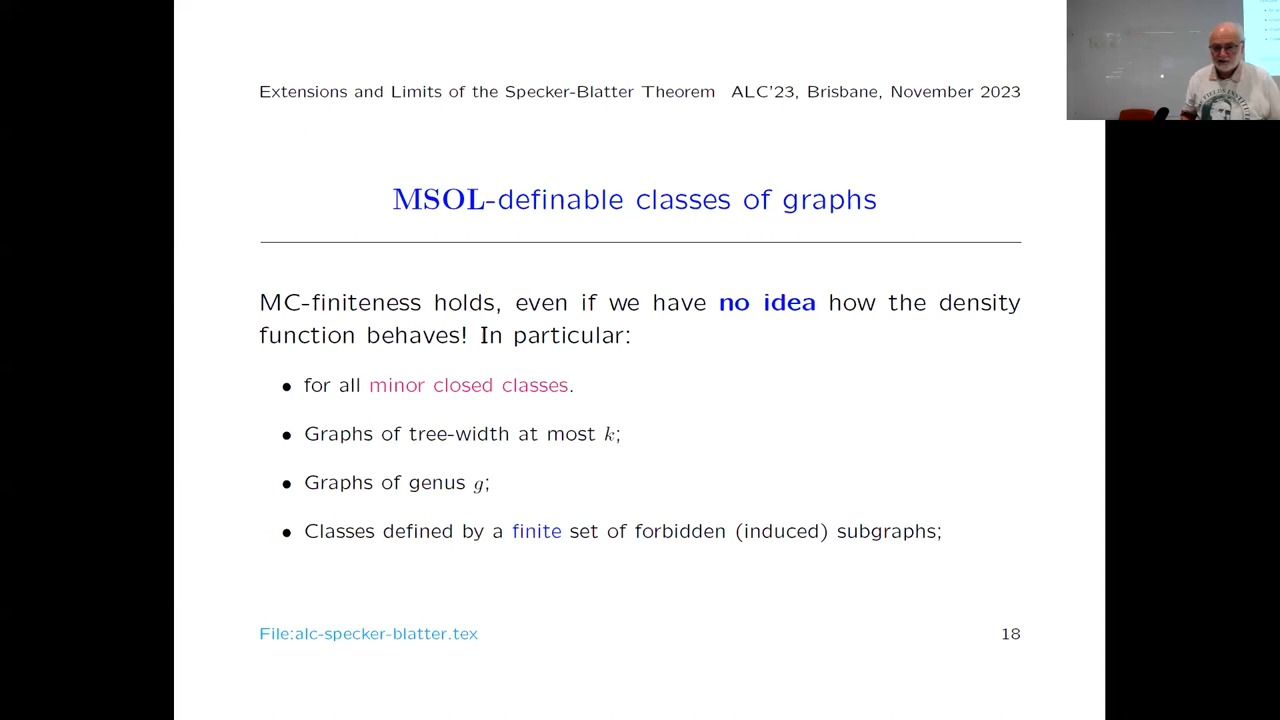 Extensions and Limits of the Specker-Blatter Theorem ALC'23, Brisbane, November 2023
MSOL-definable classes of graphs
MC-finiteness holds, even if we have no idea how the density
function behaves! In particular:
• for all minor closed classes.
• Graphs of tree-width at most k;
• Graphs of genus g;
• Classes defined by a finite set of forbidden (induced) subgraphs;
File:alc-specker-blatter.tex 18